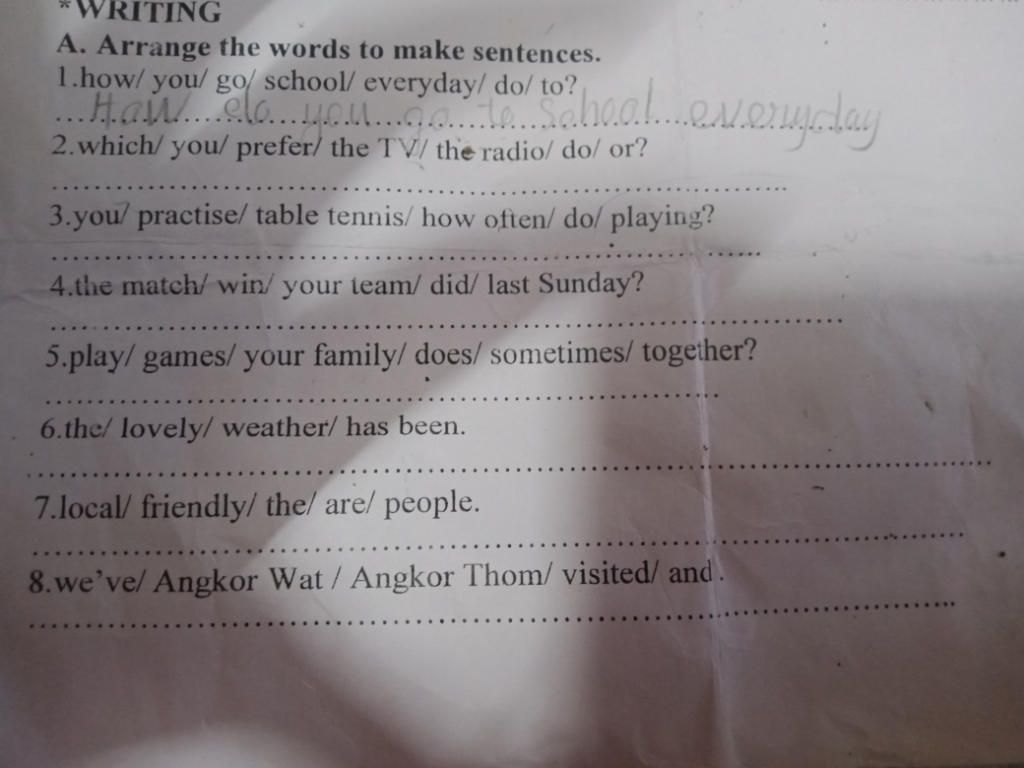 *WRITING
A. Arrange the words to make sentences.
1.how/ you/ go/ school/ everyday/ do/ to?
How do you go to School everyday
2.which/ you/ prefer/ the TV/ the radio/ do/ or?
3.you/ practise/ table tennis/ how often/ do/ playing?
4.the match/ win/ your team/ did/ last Sunday?
5.play/ games/ your family/ does/ sometimes/ together?
6.the/ lovely/ weather/ has been.
7.local/ friendly/ the/ are/ people.
8.we've/ Angkor Wat / Angkor Thom/ visited/ and.